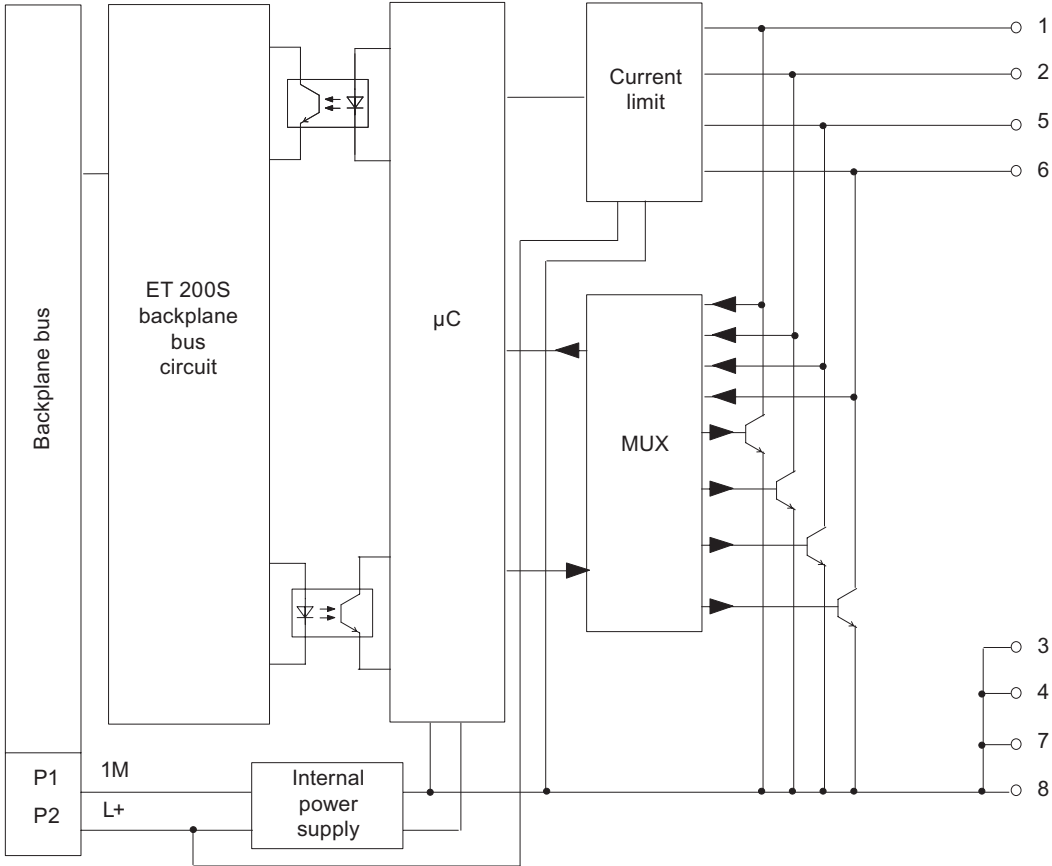 Backplane bus
ET 200S
backplane
bus
circuit
µC
Current
limit
MUX
1
2
5
6
3
4
7
8
P1
1M
P2
L+
Internal
power
supply